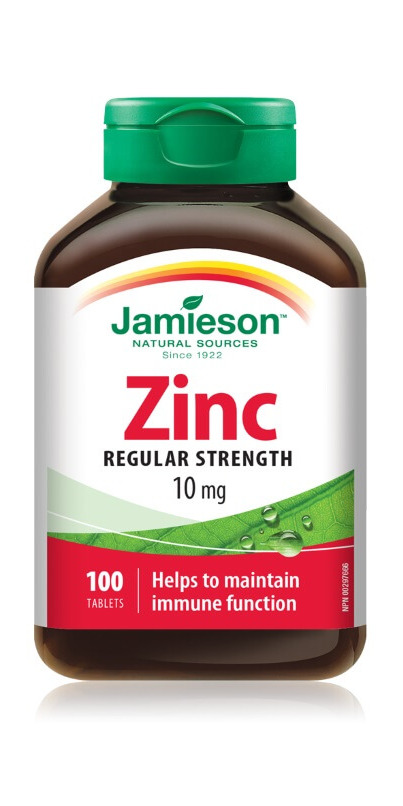 Jamieson™
NATURAL SOURCES
Since 1922
Zinc
REGULAR STRENGTH
10 mg
100
TABLETS
Helps to maintain
immune function
NPN 00297666